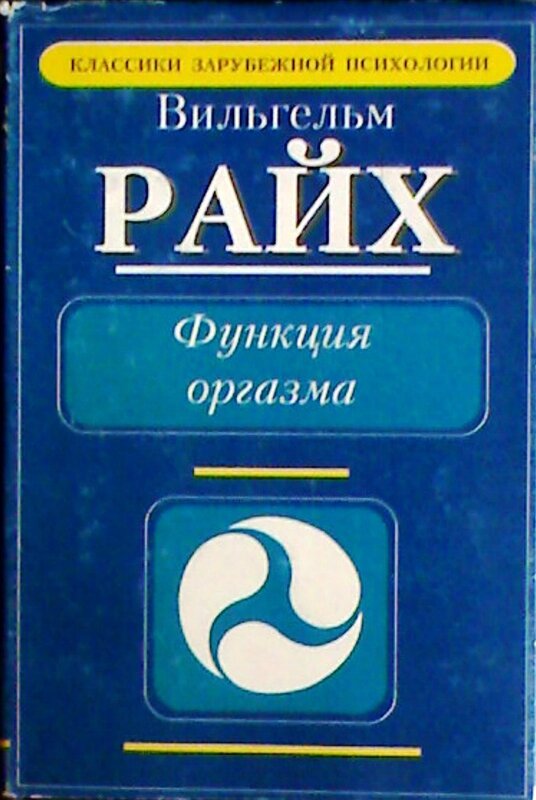 КЛАССИКИ ЗАРУБЕЖНОЙ ПСИХОЛОГИИ
Вильгельм
РАЙХ
Функция
оргазма